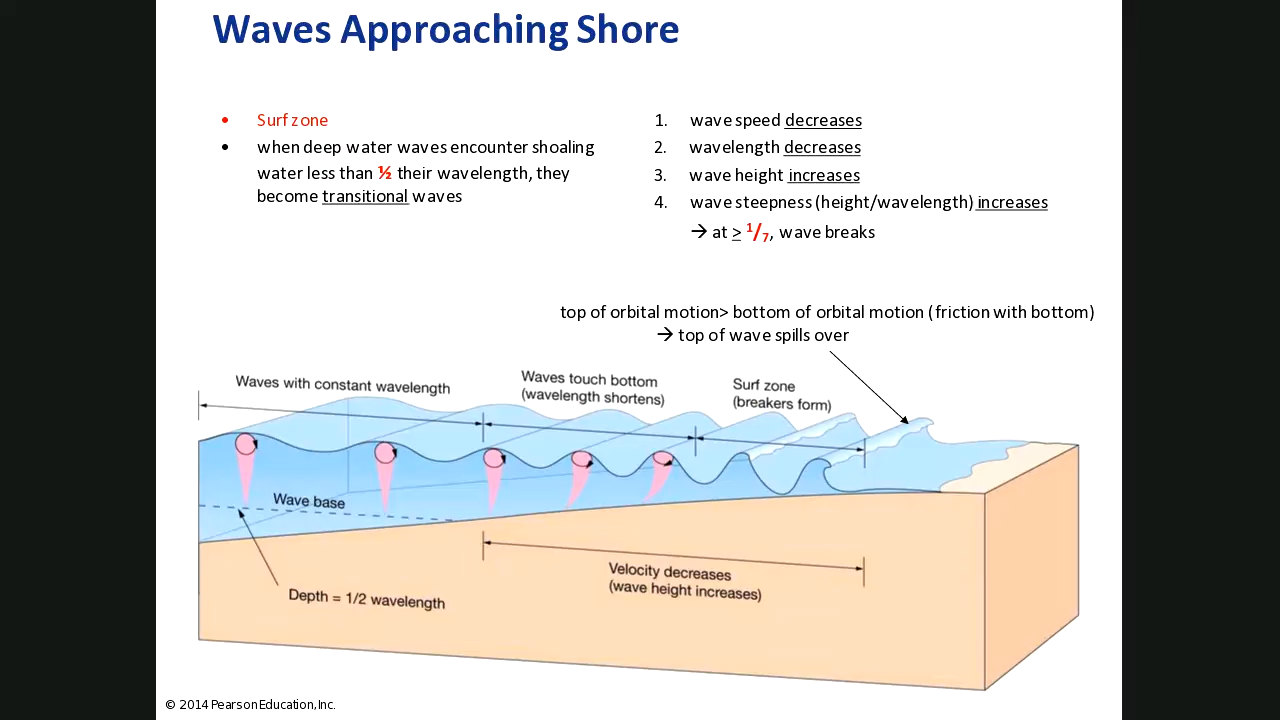 Waves Approaching Shore
• Surf zone
• when deep water waves encounter shoaling
water less than ½ their wavelength, they
become transitional waves
1. wave speed decreases
2. wavelength decreases
3. wave height increases
4. wave steepness (height/wavelength) increases
→ at ≥ 1/7, wave breaks
top of orbital motion> bottom of orbital motion (friction with bottom)
→ top of wave spills over
Waves with constant wavelength
Waves touch bottom
(wavelength shortens)
Surf zone
(breakers form)
Wave base
Depth = 1/2 wavelength
Velocity decreases
(wave height increases)
© 2014 Pearson Education, Inc.